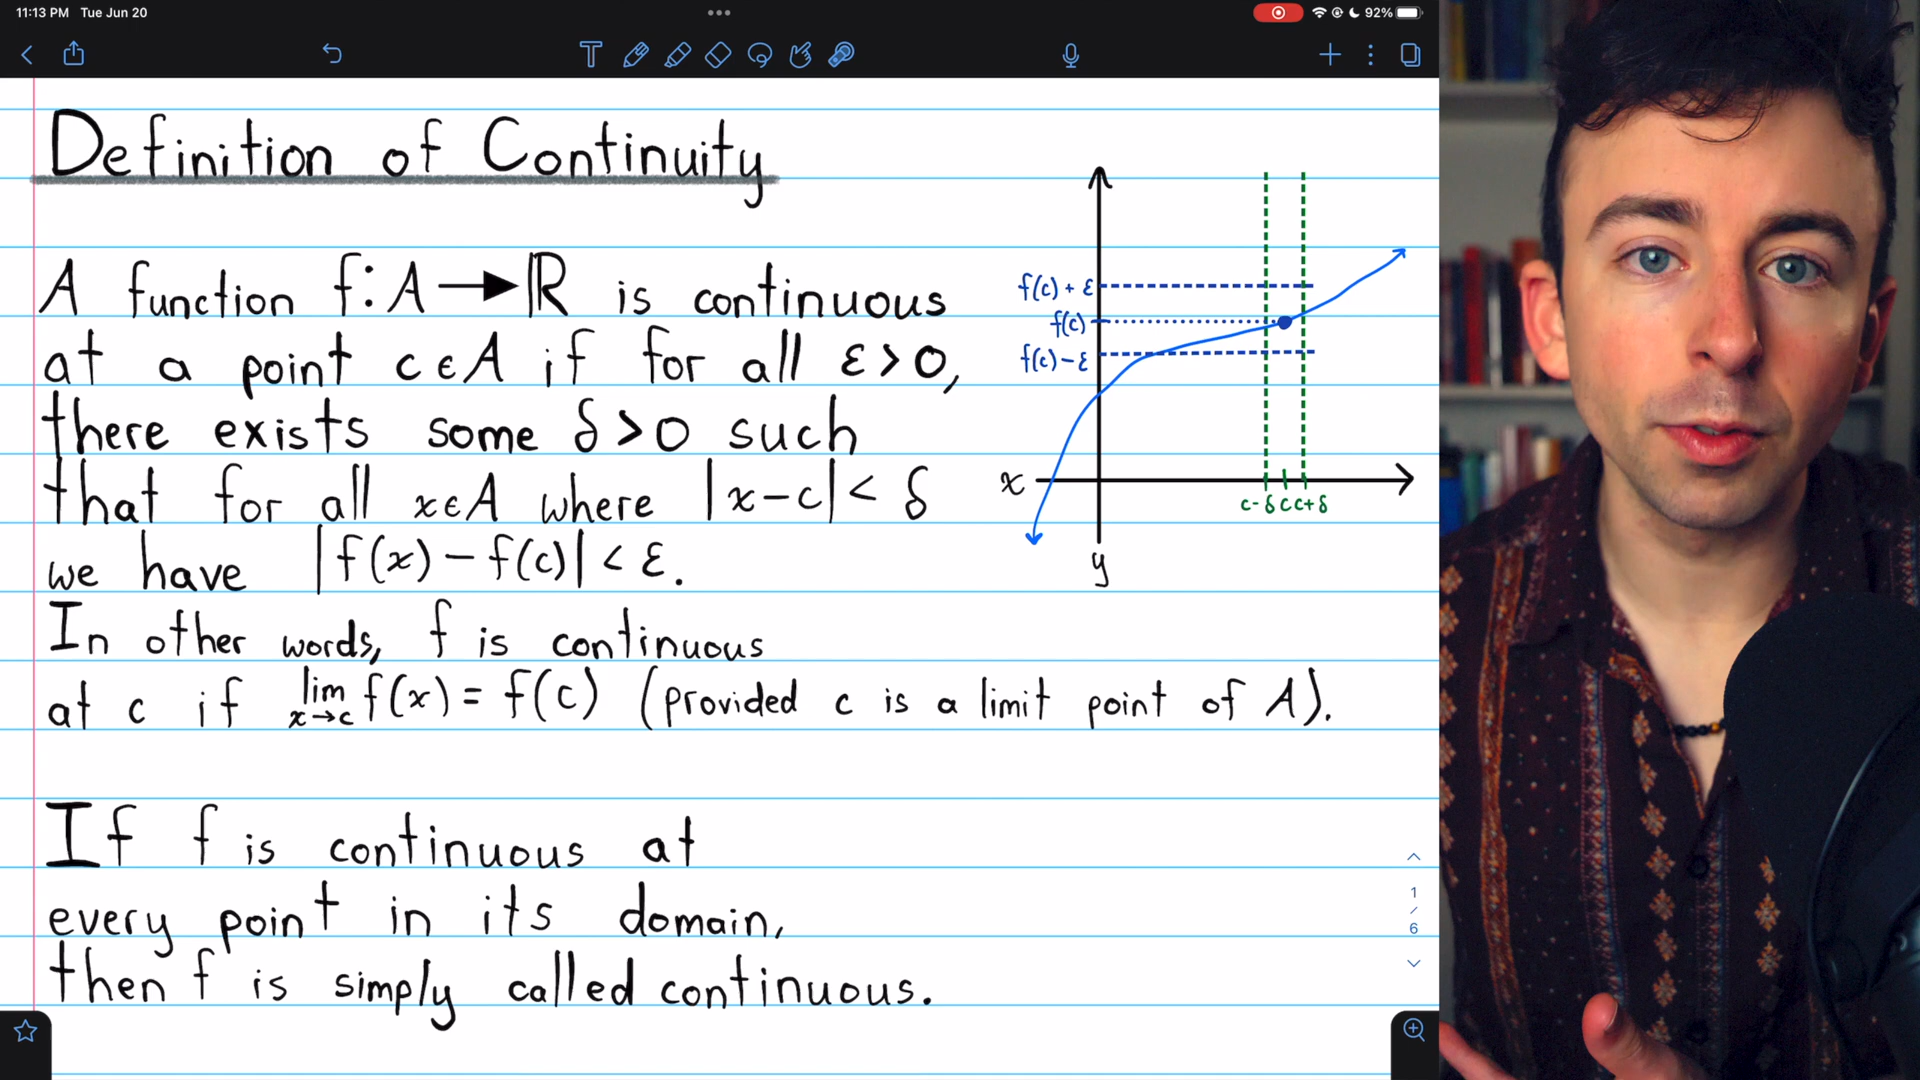 11:13 PM Tue Jun 20
92%
Definition of Continuity
A function f: A→ℝ is continuous
at a point c∈A if for all ε>0,
there exists some δ>0 such
that for all x∈A where |x-c|< δ
we have |f(x) - f(c)| < ε.
In other words, f is continuous
at c if lim x→c f(x) = f(c) (provided c is a limit point of A).
If f is continuous at
every point in its domain,
then f is simply called continuous.
f(c) + ε
f(c)
f(c) - ε
x
c-δ c c+δ
y
1
/
6